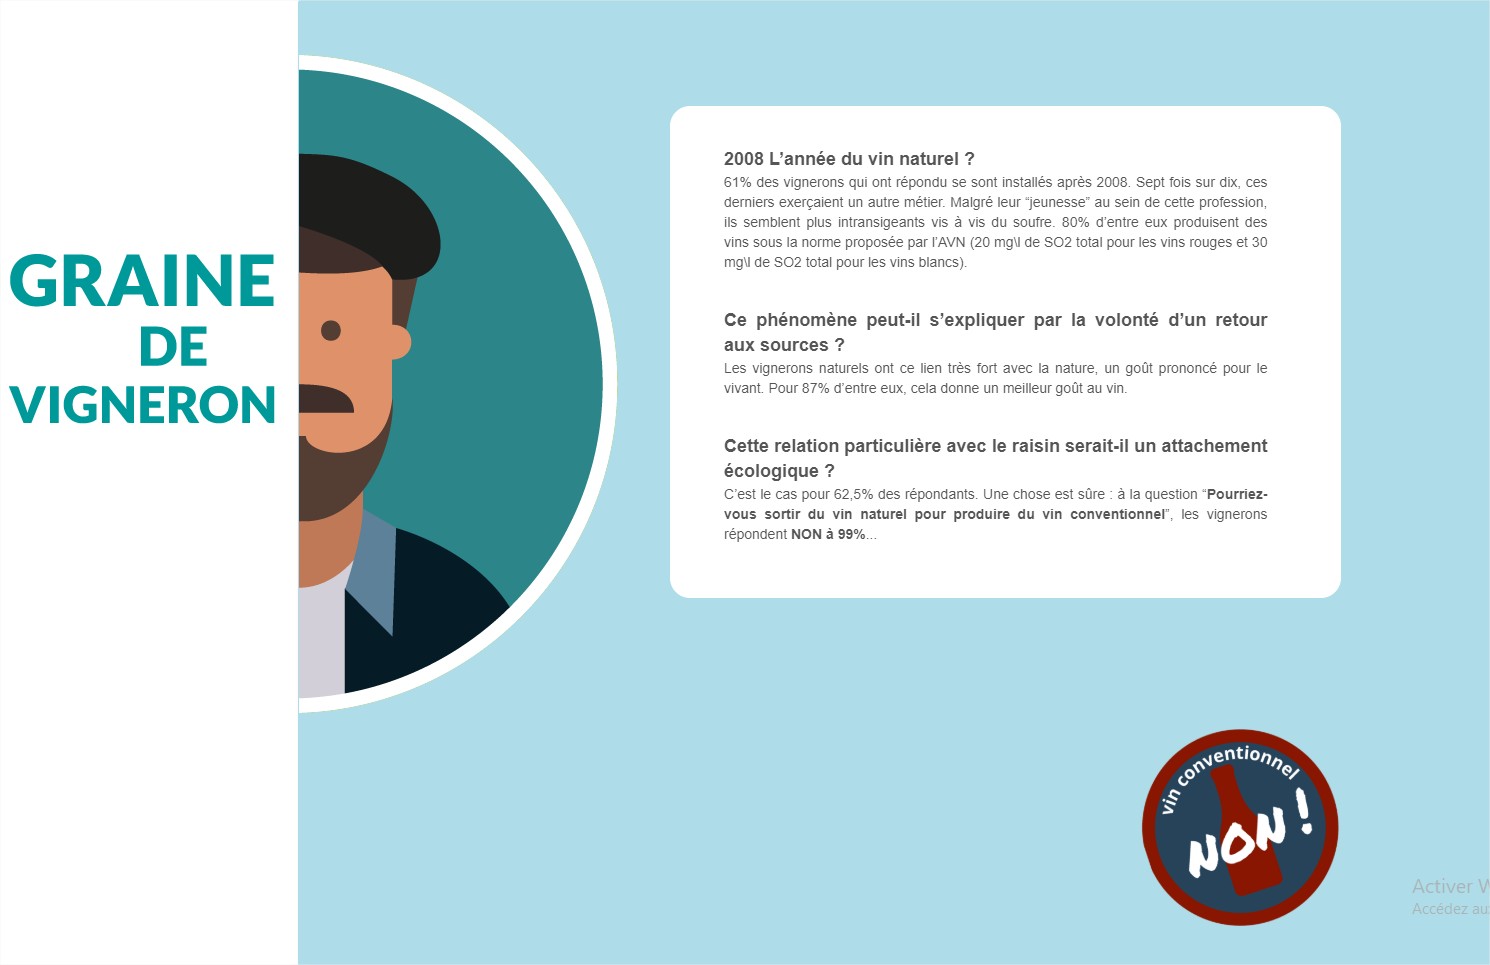 GRAINE
DE
VIGNERON
2008 L’année du vin naturel ?
61% des vignerons qui ont répondu se sont installés après 2008. Sept fois sur dix, ces
derniers exerçaient un autre métier. Malgré leur “jeunesse” au sein de cette profession,
ils semblent plus intransigeants vis à vis du soufre. 80% d’entre eux produisent des
vins sous la norme proposée par l’AVN (20 mg\l de SO2 total pour les vins rouges et 30
mg\l de SO2 total pour les vins blancs).
Ce phénomène peut-il s’expliquer par la volonté d’un retour
aux sources ?
Les vignerons naturels ont ce lien très fort avec la nature, un goût prononcé pour le
vivant. Pour 87% d’entre eux, cela donne un meilleur goût au vin.
Cette relation particulière avec le raisin serait-il un attachement
écologique ?
C’est le cas pour 62,5% des répondants. Une chose est sûre : à la question “Pourriez-
vous sortir du vin naturel pour produire du vin conventionnel”, les vignerons
répondent NON à 99%...
vin conventionnel
NON !
Activer W
Accédez au